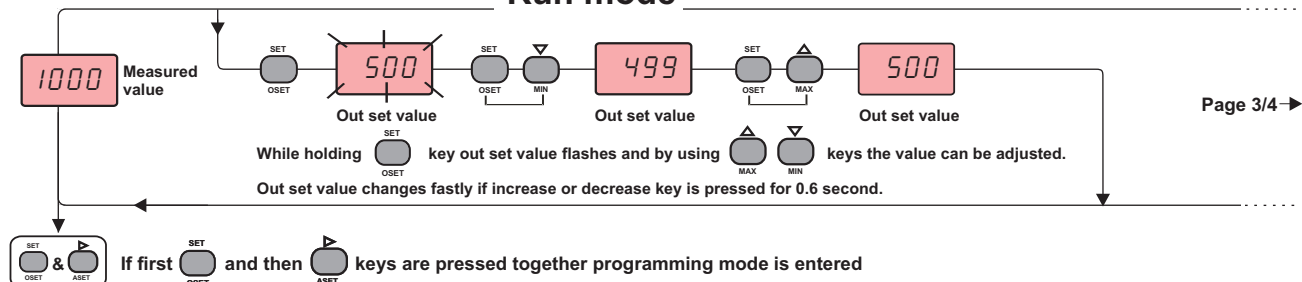 Run mode
SET
OSET
1000
Measured
value
500
Out set value
SET
OSET
MIN
499
Out set value
SET
OSET
MAX
500
Out set value
Page 3/4
While holding SET OSET key out set value flashes and by using MAX MIN keys the value can be adjusted.
Out set value changes fastly if increase or decrease key is pressed for 0.6 second.
SET
OSET
&
ASET
If first SET OSET and then ASET keys are pressed together programming mode is entered